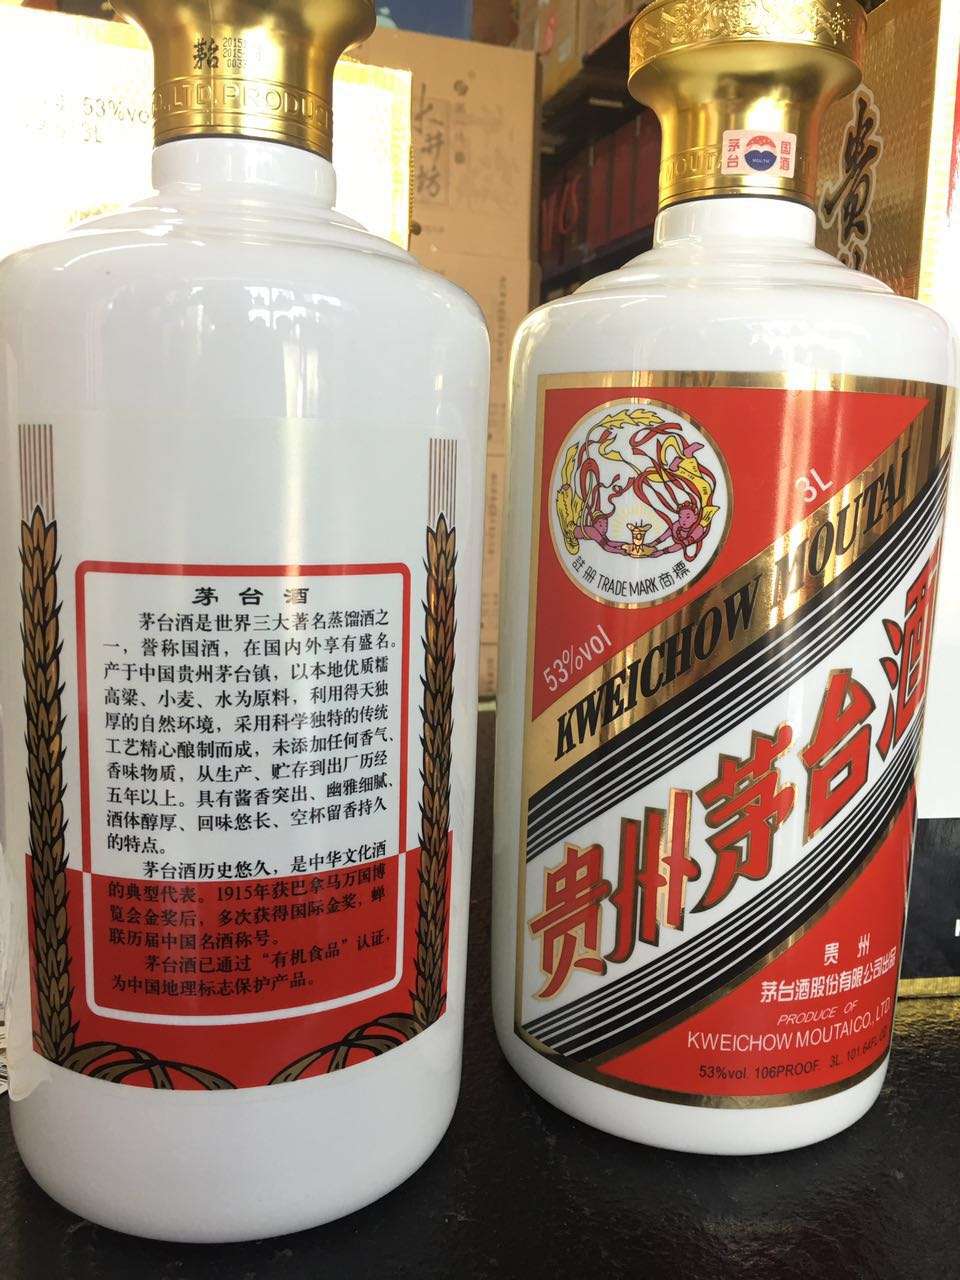 茅台
53%vol
3L
CO.,LTD.PRODUC
大井坊
茅台酒
茅台酒是世界三大著名蒸馏酒之
一，誉称国酒，在国内外享有盛名。
产于中国贵州茅台镇，以本地优质糯
高粱、小麦、水为原料，利用得天独
厚的自然环境，采用科学独特的传统
工艺精心酿制而成，未添加任何香气、
香味物质，从生产、贮存到出厂历经
五年以上。具有酱香突出、幽雅细腻、
酒体醇厚、回味悠长、空杯留香持久
的特点。
茅台酒历史悠久，是中华文化酒
的典型代表。1915年获巴拿马万国博
览会金奖后，多次获得国际金奖，蝉
联历届中国名酒称号。
茅台酒已通过“有机食品”认证，
为中国地理标志保护产品。
茅台
国酒
MOUTAI
贵
註册 TRADE MARK 商標
3L
53%vol
KWEICHOW MOUTAI
贵州茅台酒
贵州
茅台酒股份有限公司出品
PRODUCE OF
KWEICHOW MOUTAI CO., LTD.
53%vol. 106PROOF. 3L. 101.64FL